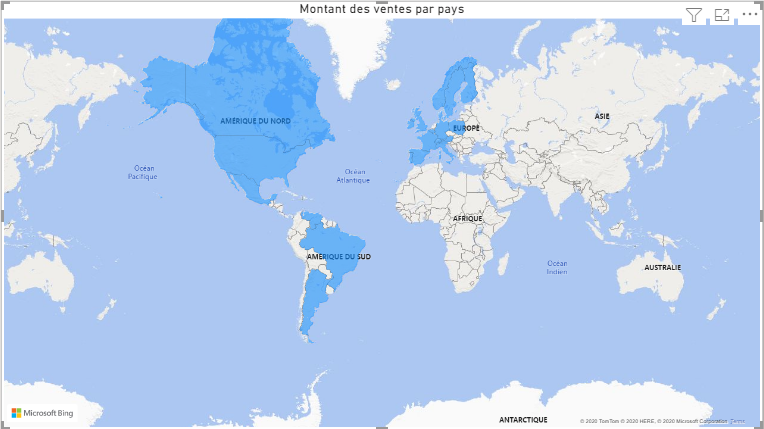 Montant des ventes par pays
AMÉRIQUE DU NORD
EUROPE
ASIE
Océan
Pacifique
Océan
Atlantique
AFRIQUE
AMÉRIQUE DU SUD
Océan
Indien
AUSTRALIE
Microsoft Bing
ANTARCTIQUE
© 2020 TomTom © 2020 HERE, © 2020 Microsoft Corporation Terms